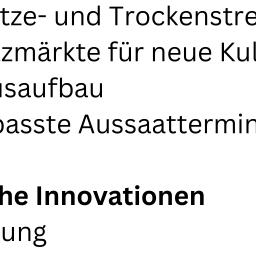 tze- und Trockenstre
zmärkte für neue Kul
usaufbau
passte Aussaattermin
he Innovationen
ung